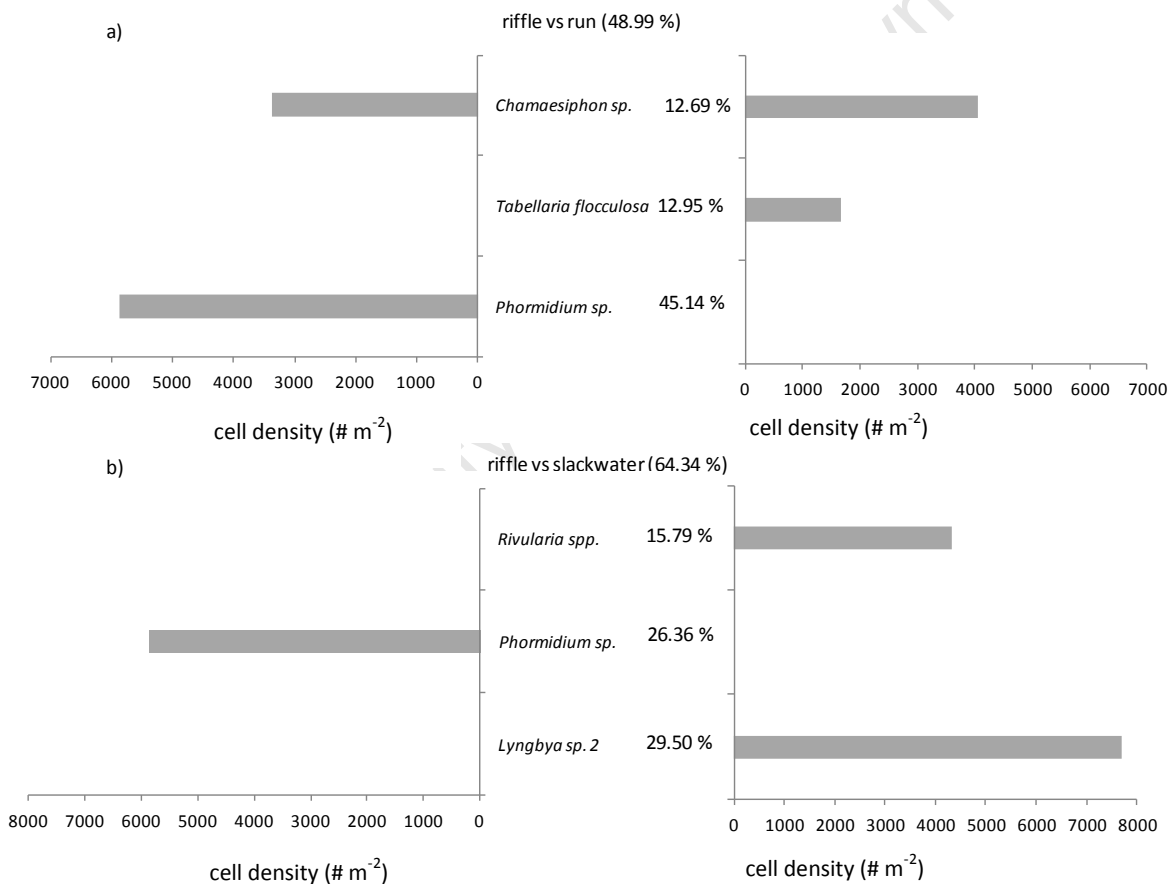 a)
riffle vs run (48.99 %)
Chamaesiphon sp. 12.69 %
Tabellaria flocculosa 12.95 %
Phormidium sp. 45.14 %
7000 6000 5000 4000 3000 2000 1000 0
0 1000 2000 3000 4000 5000 6000 7000
cell density (# m⁻²)
cell density (# m⁻²)
b)
riffle vs slackwater (64.34 %)
Rivularia spp. 15.79 %
Phormidium sp. 26.36 %
Lyngbya sp. 2 29.50 %
8000 7000 6000 5000 4000 3000 2000 1000 0
0 1000 2000 3000 4000 5000 6000 7000 8000
cell density (# m⁻²)
cell density (# m⁻²)